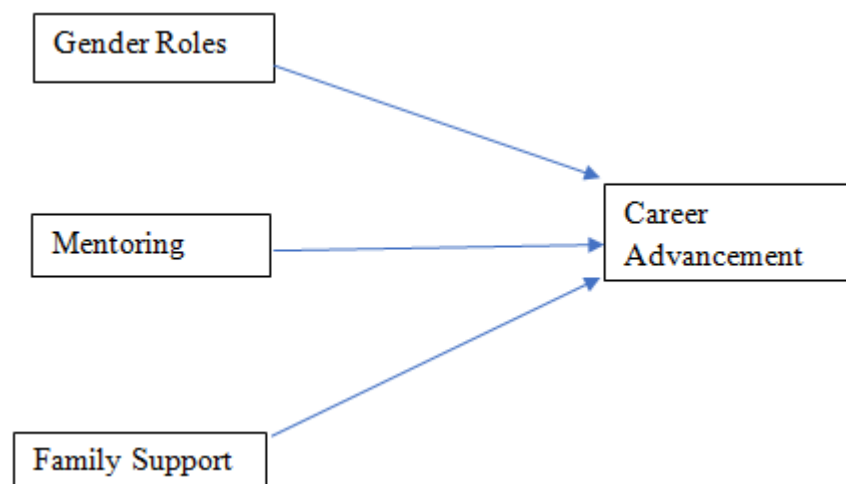 Gender Roles
Mentoring
Career
Advancement
Family Support